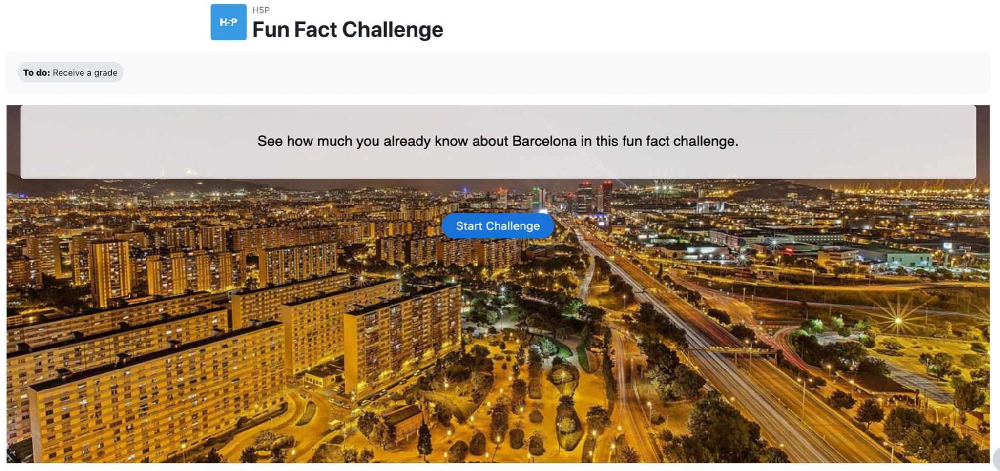 H5P
H5P
Fun Fact Challenge
To do: Receive a grade
See how much you already know about Barcelona in this fun fact challenge.
Start Challenge